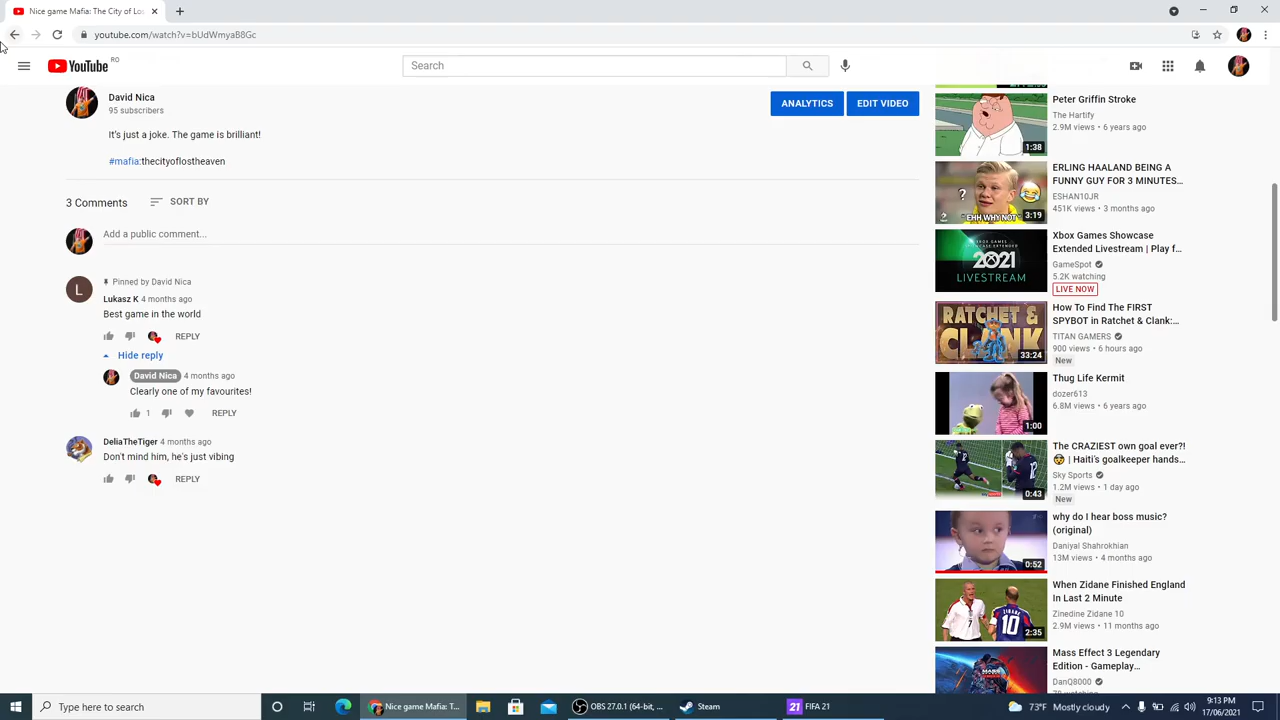 Nice game Mafia: The City of Los
youtube.com/watch?v=bUdWmyaB8Gc
YouTube RO
Search
David Nica
95 subscribers
ANALYTICS
EDIT VIDEO
It's just a joke. The game is brilliant!
#mafia:thecityoflostheaven
3 Comments
SORT BY
Add a public comment...
L
Pinned by David Nica
Lukasz K 4 months ago
Best game in the world
REPLY
Hide reply
David Nica 4 months ago
Clearly one of my favourites!
1 REPLY
DeliaTheTiger 4 months ago
Don't mind him, he's just vibing
REPLY
1:38
Peter Griffin Stroke
The Hartify
2.9M views • 6 years ago
?
" EHH WHY NOT"
3:19
ERLING HAALAND BEING A
FUNNY GUY FOR 3 MINUTES...
ESHAN10JR
451K views • 3 months ago
XBOX GAMES SHOWCASE EXTENDED
2021
LIVESTREAM
Xbox Games Showcase
Extended Livestream | Play f...
GameSpot
5.2K watching
LIVE NOW
RATCHET &
CLANK
33:24
How To Find The FIRST
SPYBOT in Ratchet & Clank:...
TITAN GAMERS
900 views • 6 hours ago
New
1:00
Thug Life Kermit
dozer613
6.8M views • 6 years ago
12
12
0:43
The CRAZIEST own goal ever?!
| Haiti's goalkeeper hands...
Sky Sports
1.2M views • 1 day ago
New
0:52
why do I hear boss music?
(original)
Daniyal Shahrokhian
13M views • 4 months ago
7
ZIDANE
10
2:35
When Zidane Finished England
In Last 2 Minute
Zinedine Zidane 10
2.9M views • 11 months ago
Mass Effect 3 Legendary
Edition - Gameplay...
DanQ8000
Type here to search
Nice game Mafia: T...
OBS 27.0.1 (64-bit, ...
Steam
21 FIFA 21
73°F Mostly cloudy
9:13 PM
17/06/2021